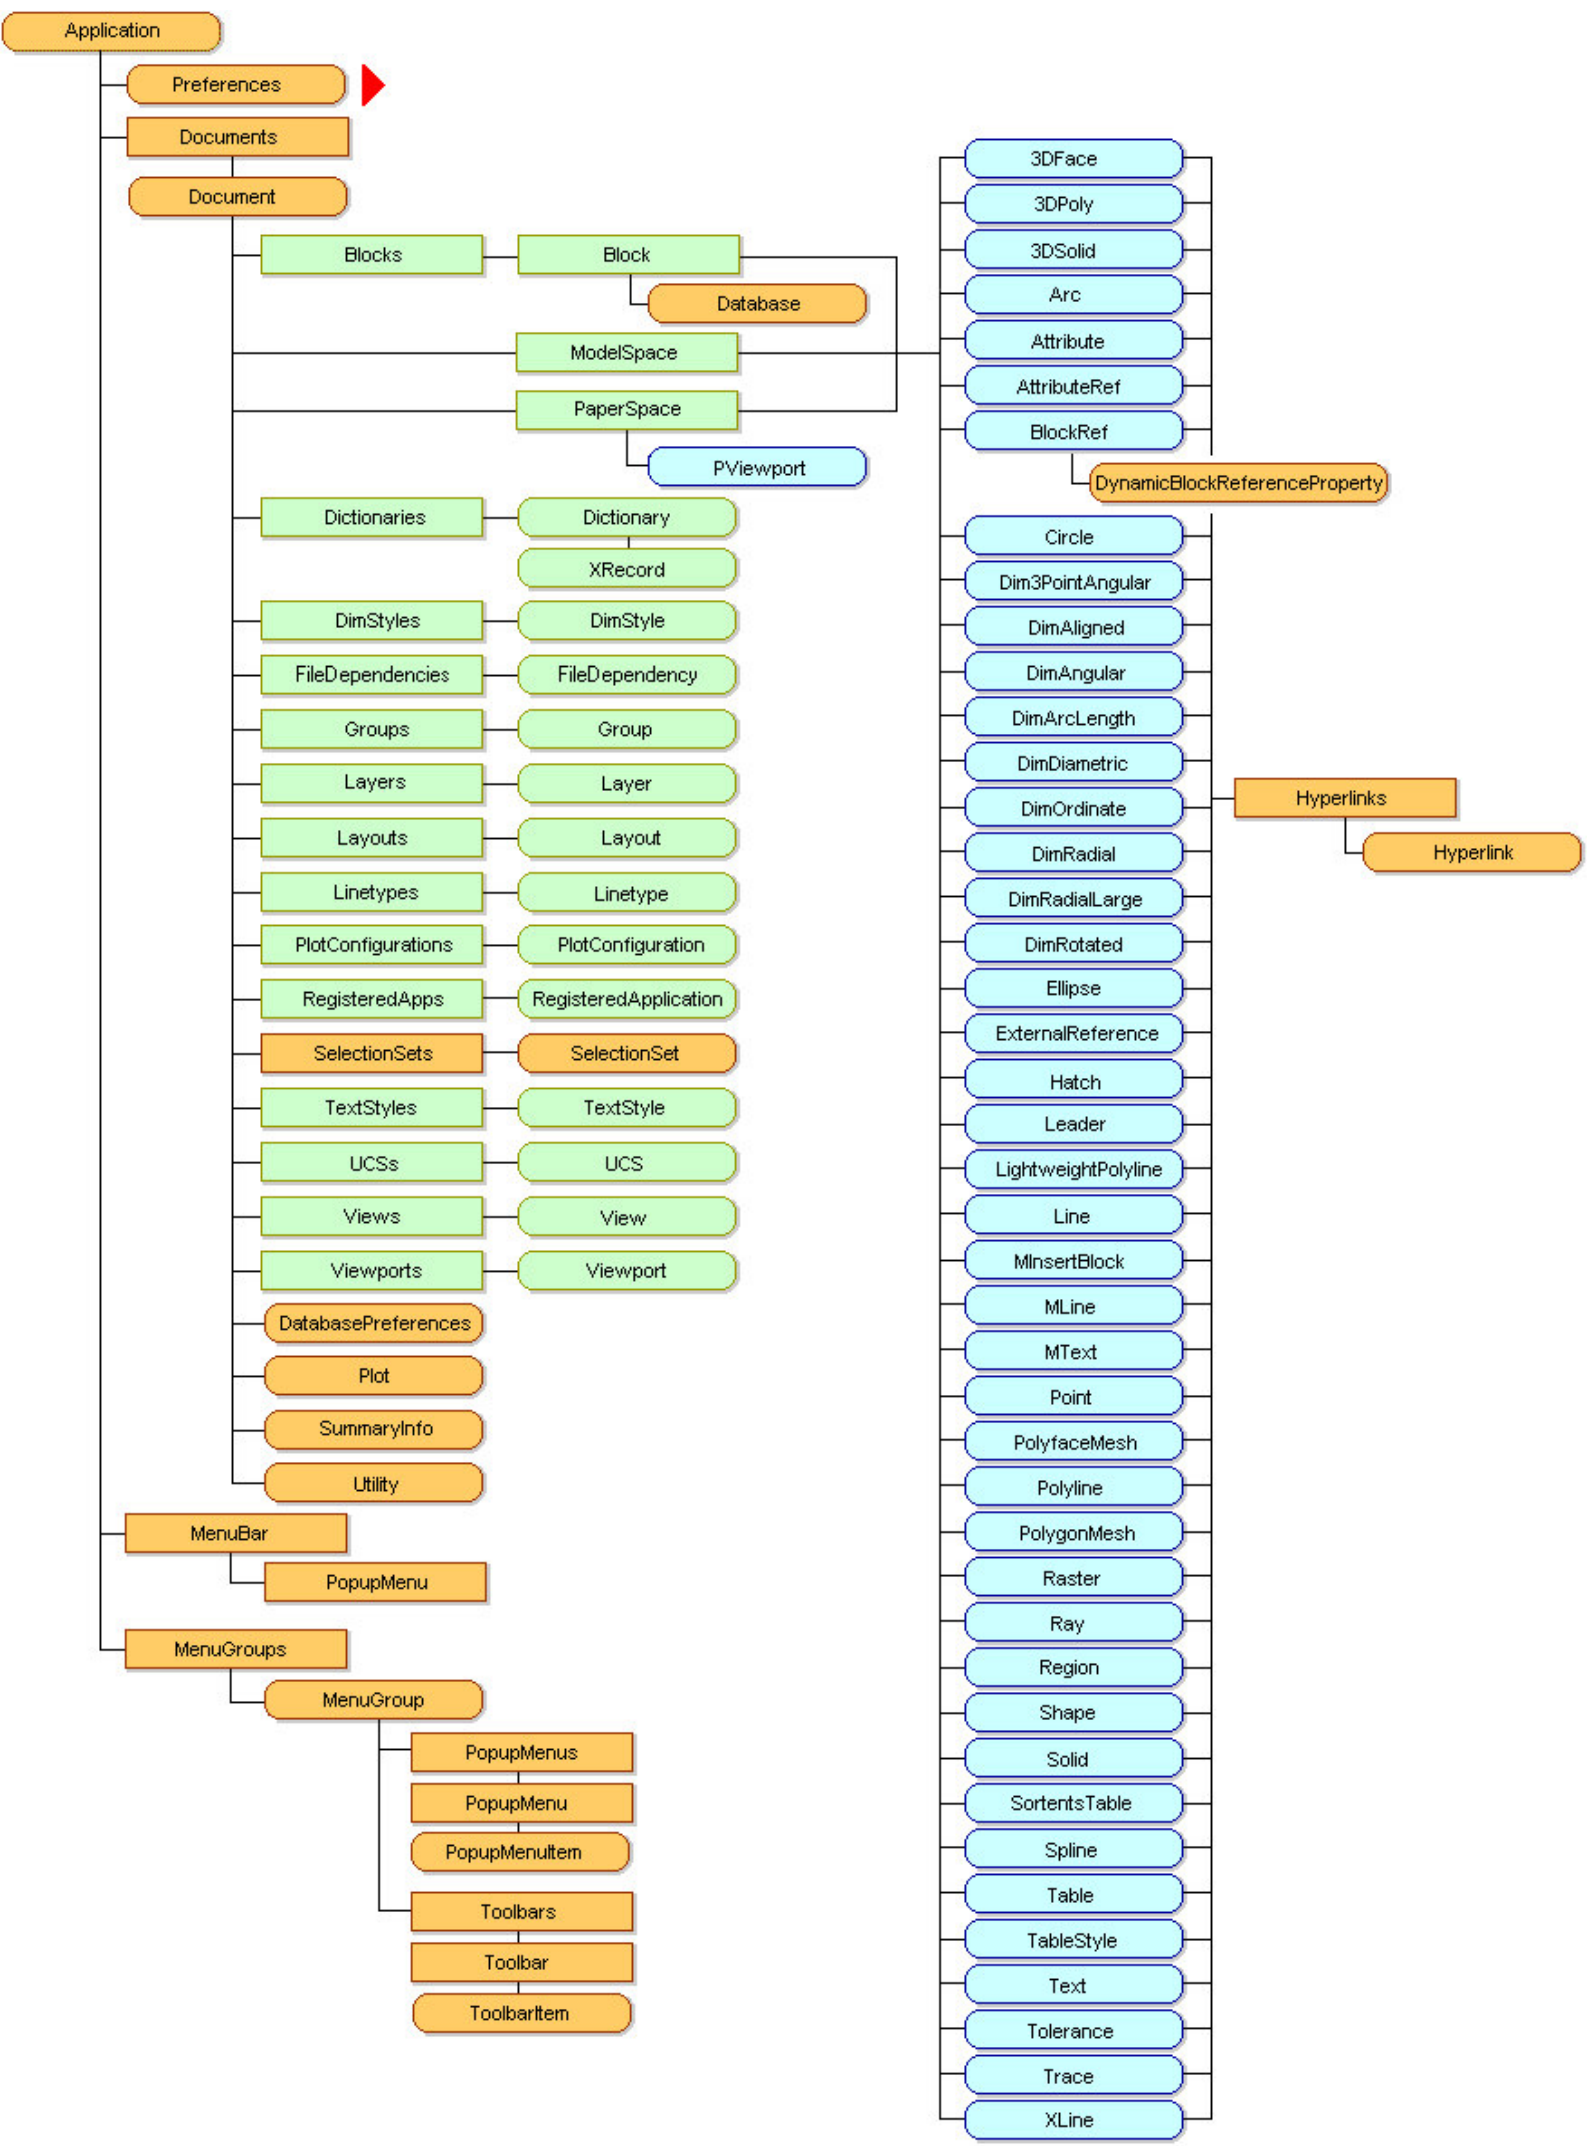 Application
Preferences
Documents
Document
Blocks
Block
Database
ModelSpace
PaperSpace
PViewport
Dictionaries
Dictionary
XRecord
DimStyles
DimStyle
FileDependencies
FileDependency
Groups
Group
Layers
Layer
Layouts
Layout
Linetypes
Linetype
PlotConfigurations
PlotConfiguration
RegisteredApps
RegisteredApplication
SelectionSets
SelectionSet
TextStyles
TextStyle
UCSs
UCS
Views
View
Viewports
Viewport
DatabasePreferences
Plot
SummaryInfo
Utility
MenuBar
PopupMenu
MenuGroups
MenuGroup
PopupMenus
PopupMenu
PopupMenuItem
Toolbars
Toolbar
ToolbarItem
3DFace
3DPoly
3DSolid
Arc
Attribute
AttributeRef
BlockRef
DynamicBlockReferenceProperty
Circle
Dim3PointAngular
DimAligned
DimAngular
DimArcLength
DimDiametric
DimOrdinate
DimRadial
DimRadialLarge
DimRotated
Ellipse
ExternalReference
Hatch
Leader
LightweightPolyline
Line
MInsertBlock
MLine
MText
Point
PolyfaceMesh
Polyline
PolygonMesh
Raster
Ray
Region
Shape
Solid
SortentsTable
Spline
Table
TableStyle
Text
Tolerance
Trace
XLine
Hyperlinks
Hyperlink